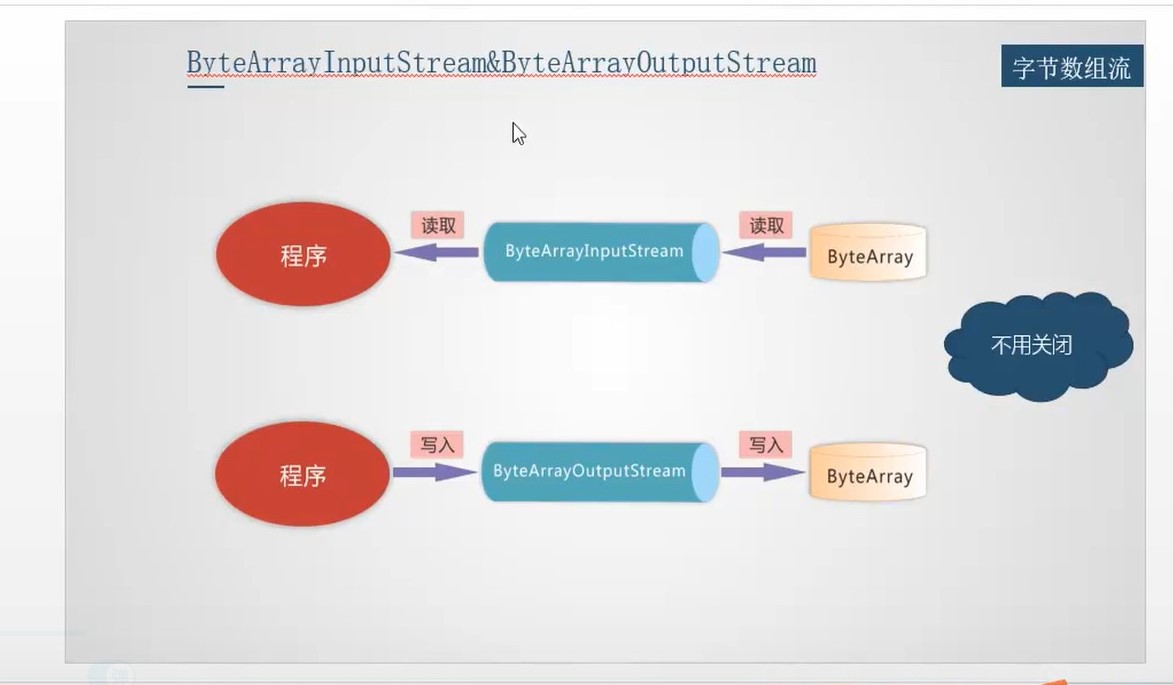 ByteArrayInputStream&ByteArrayOutputStream
字节数组流
读取
读取
程序
ByteArrayInputStream
ByteArray
不用关闭
写入
写入
程序
ByteArrayOutputStream
ByteArray